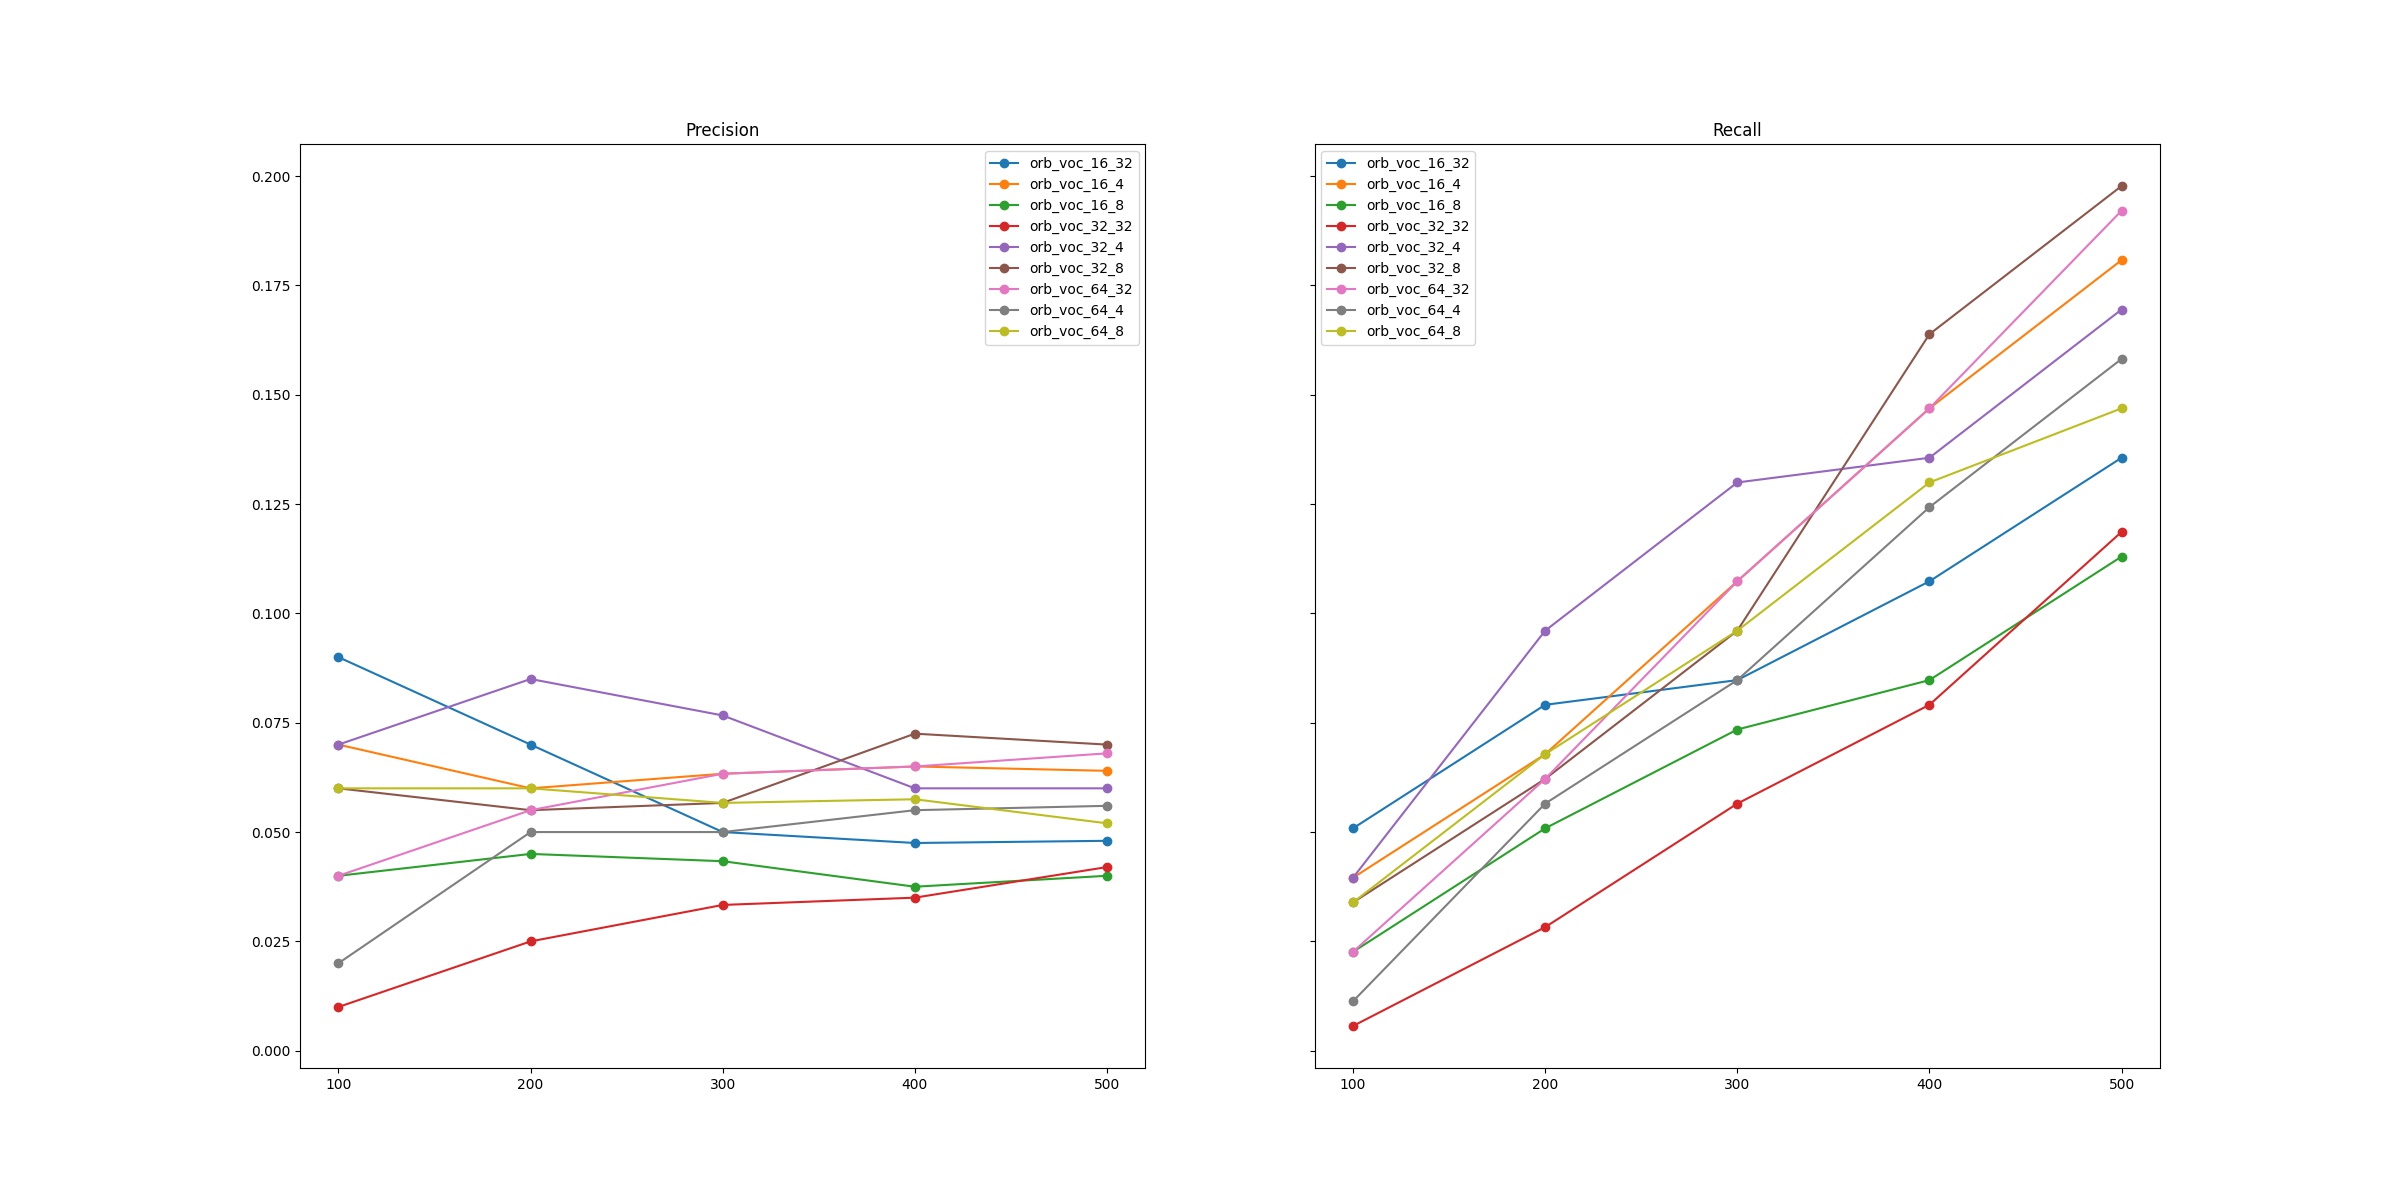 Precision
0.200
0.175
0.150
0.125
0.100
0.075
0.050
0.025
0.000
100 200 300 400 500
orb_voc_16_32
orb_voc_16_4
orb_voc_16_8
orb_voc_32_32
orb_voc_32_4
orb_voc_32_8
orb_voc_64_32
orb_voc_64_4
orb_voc_64_8
Recall
orb_voc_16_32
orb_voc_16_4
orb_voc_16_8
orb_voc_32_32
orb_voc_32_4
orb_voc_32_8
orb_voc_64_32
orb_voc_64_4
orb_voc_64_8
100 200 300 400 500